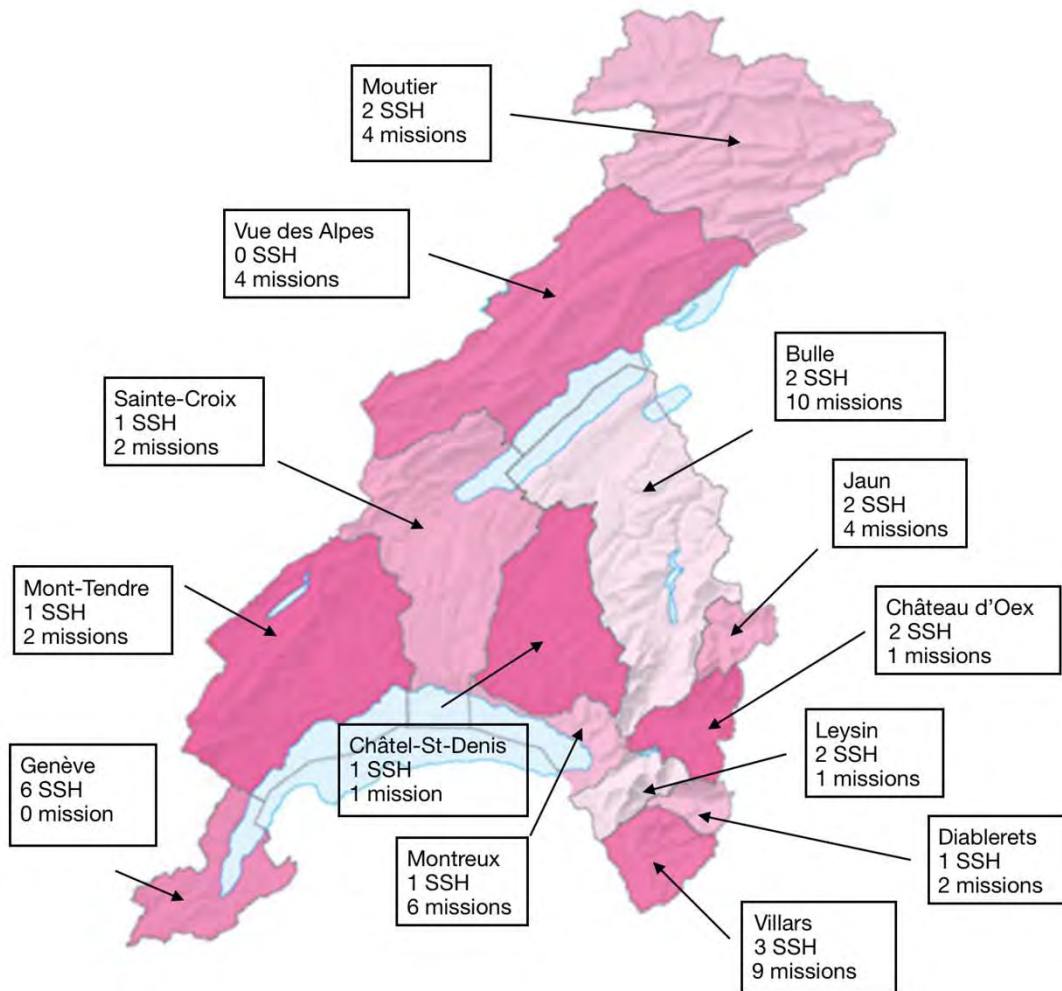 Moutier
2 SSH
4 missions
Vue des Alpes
0 SSH
4 missions
Bulle
2 SSH
10 missions
Sainte-Croix
1 SSH
2 missions
Jaun
2 SSH
4 missions
Mont-Tendre
1 SSH
2 missions
Château d'Oex
2 SSH
1 missions
Leysin
2 SSH
1 missions
Châtel-St-Denis
1 SSH
1 mission
Genève
6 SSH
0 mission
Montreux
1 SSH
6 missions
Diablerets
1 SSH
2 missions
Villars
3 SSH
9 missions